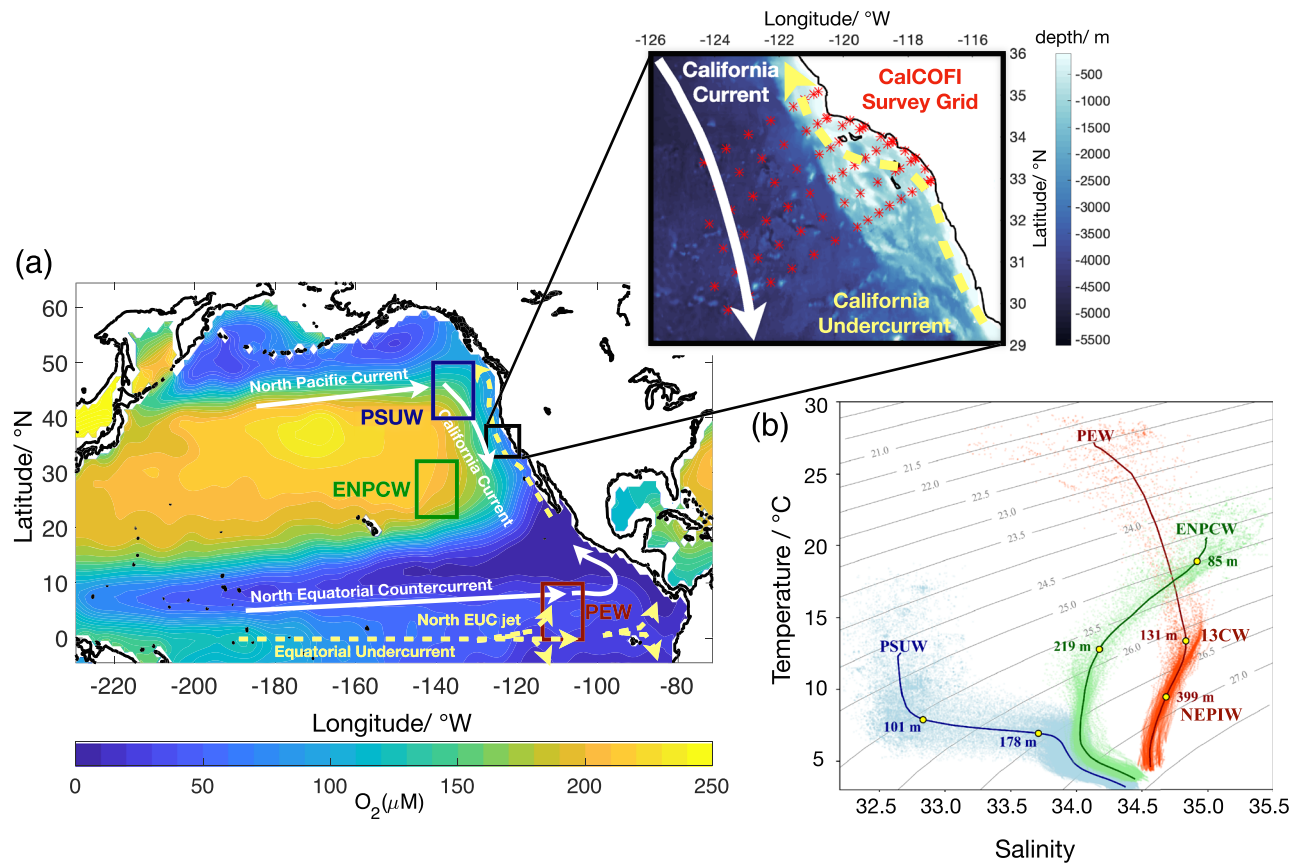 Longitude/ °W
-126 -124 -122 -120 -118 -116
depth/ m
California
Current
CalCOFI
Survey Grid
California
Undercurrent
36
35
34
33
32
31
30
29
Latitude/ °N
-500
-1000
-1500
-2000
-2500
-3000
-3500
-4000
-4500
-5000
-5500
(a)
60
50
40
30
20
10
0
Latitude/ °N
North Pacific Current
PSUW
California Current
ENPCW
North Equatorial Countercurrent
PEW
North EUC jet
Equatorial Undercurrent
-220 -200 -180 -160 -140 -120 -100 -80
Longitude/ °W
0 50 100 150 200 250
O2(μM)
(b)
30
25
20
15
10
5
Temperature / °C
21.0
21.5
22.0
22.5
23.0
23.5
24.0
24.5
25.0
25.5
26.0
26.5
27.0
PEW
ENPCW
85 m
PSUW
219 m
131 m
13CW
399 m
NEPIW
101 m
178 m
32.5 33.0 33.5 34.0 34.5 35.0 35.5
Salinity